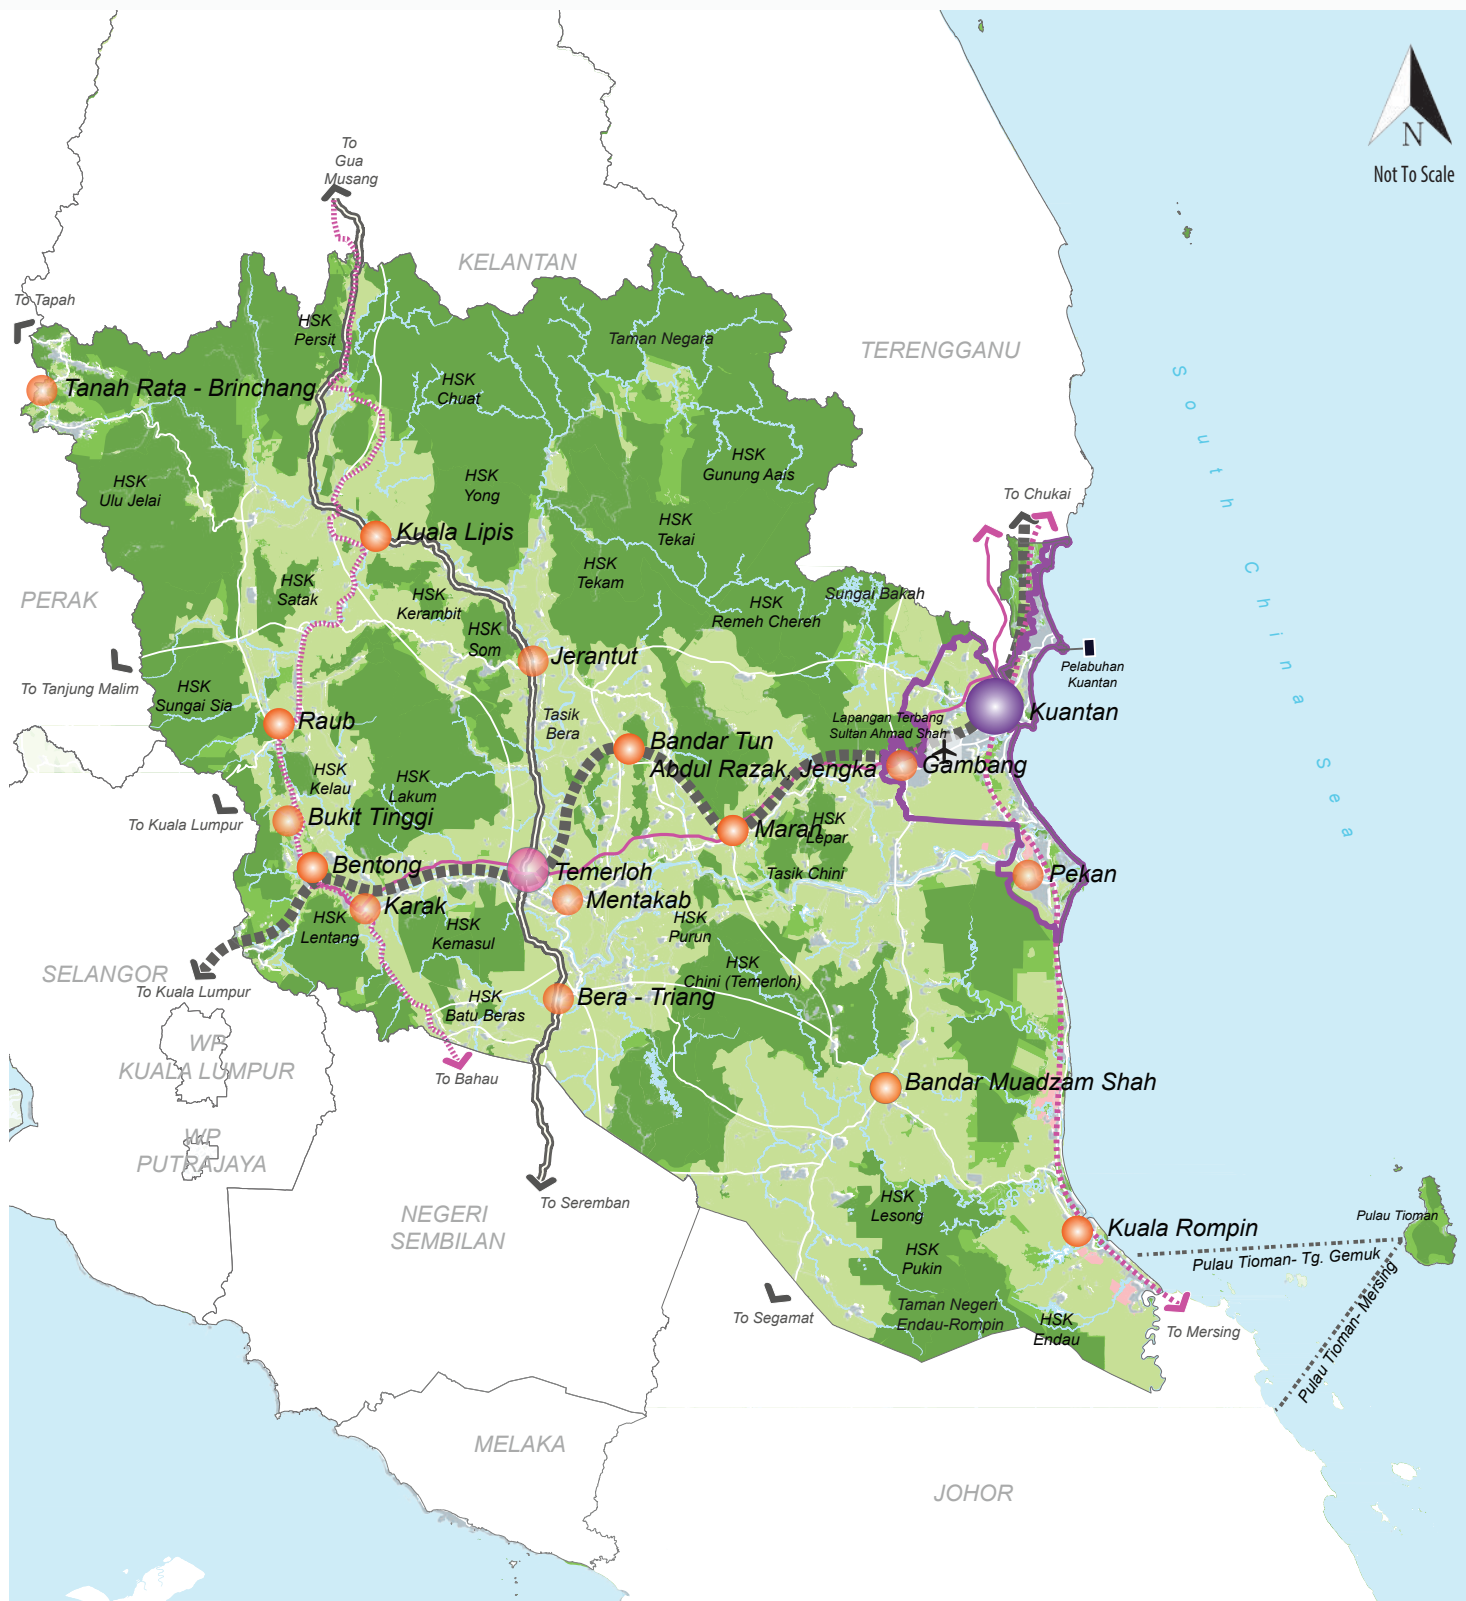 N
Not To Scale
To
Gua
Musang
KELANTAN
To Tapah
HSK
Persit
Taman Negara
TERENGGANU
Tanah Rata - Brinchang
HSK
Chuat
South China Sea
HSK
Ulu Jelai
HSK
Yong
HSK
Gunung Aais
To Chukai
Kuala Lipis
HSK
Tekai
HSK
Tekam
PERAK
HSK
Satak
HSK
Kerambit
Sungai Bakah
HSK
Remeh Chereh
HSK
Som
Jerantut
To Tanjung Malim
HSK
Sungai Sia
Pelabuhan
Kuantan
Raub
Tasik
Bera
Lapangan Terbang
Sultan Ahmad Shah
Kuantan
Bandar Tun
Abdul Razak, Jengka
Gambang
HSK
Kelau
HSK
Lakum
To Kuala Lumpur
Bukit Tinggi
Maran
HSK
Lepar
Bentong
Temerloh
Tasik Chini
Pekan
Karak
Mentakab
HSK
Lentang
HSK
Kemasul
HSK
Purun
SELANGOR
To Kuala Lumpur
HSK
Chini (Temerloh)
HSK
Batu Beras
Bera - Triang
WP
KUALA LUMPUR
To Bahau
Bandar Muadzam Shah
WP
PUTRAJAYA
To Seremban
NEGERI
SEMBILAN
HSK
Lesong
Kuala Rompin
Pulau Tioman
HSK
Pukin
Pulau Tioman- Tg. Gemuk
Pulau Tioman- Mersing
Taman Negeri
Endau-Rompin
To Segamat
HSK
Endau
To Mersing
MELAKA
JOHOR